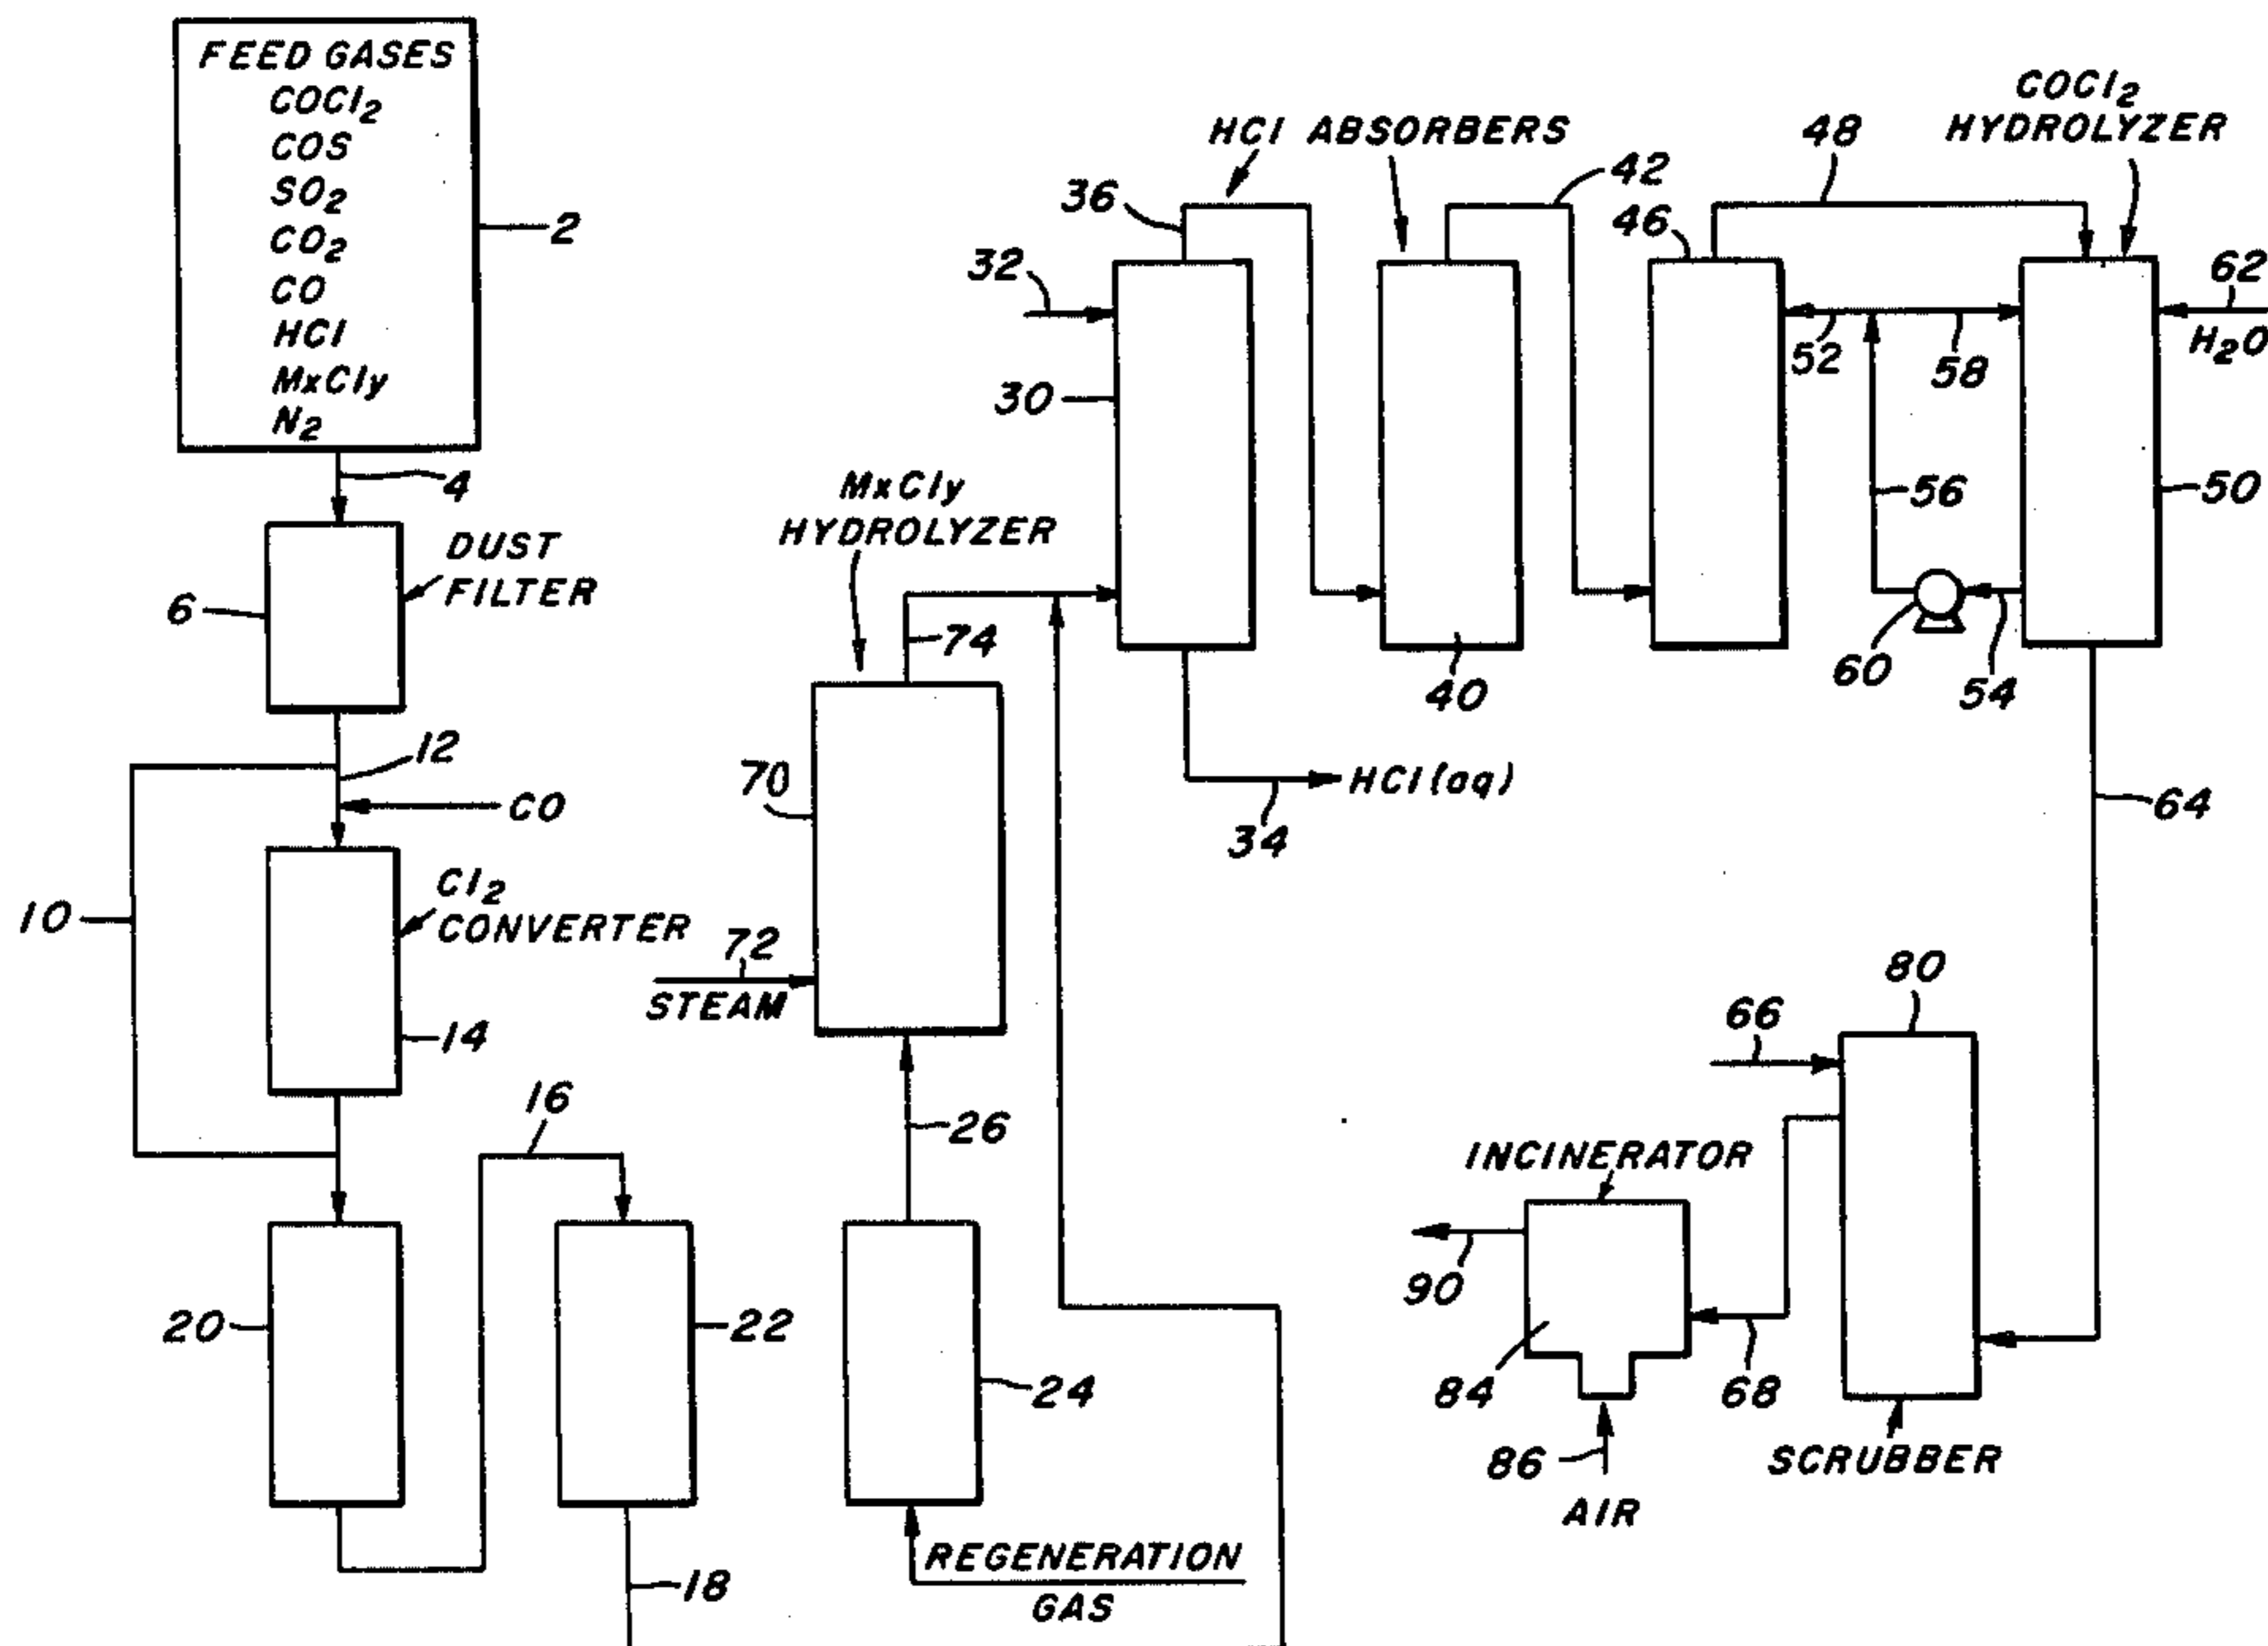 FEED GASES
COCl2
COS
SO2
CO2
CO
HCl
MxCly
N2
2
4
DUST
FILTER
6
12
CO
10
Cl2
CONVERTER
14
16
20
22
18
24
REGENERATION
GAS
26
70
72
STEAM
MxCly
HYDROLYZER
74
HCl ABSORBERS
36
32
30
34
HCl(aq)
40
42
46
48
COCl2
HYDROLYZER
62
H2O
52
58
56
50
60
54
64
80
66
INCINERATOR
90
84
68
86
AIR
SCRUBBER